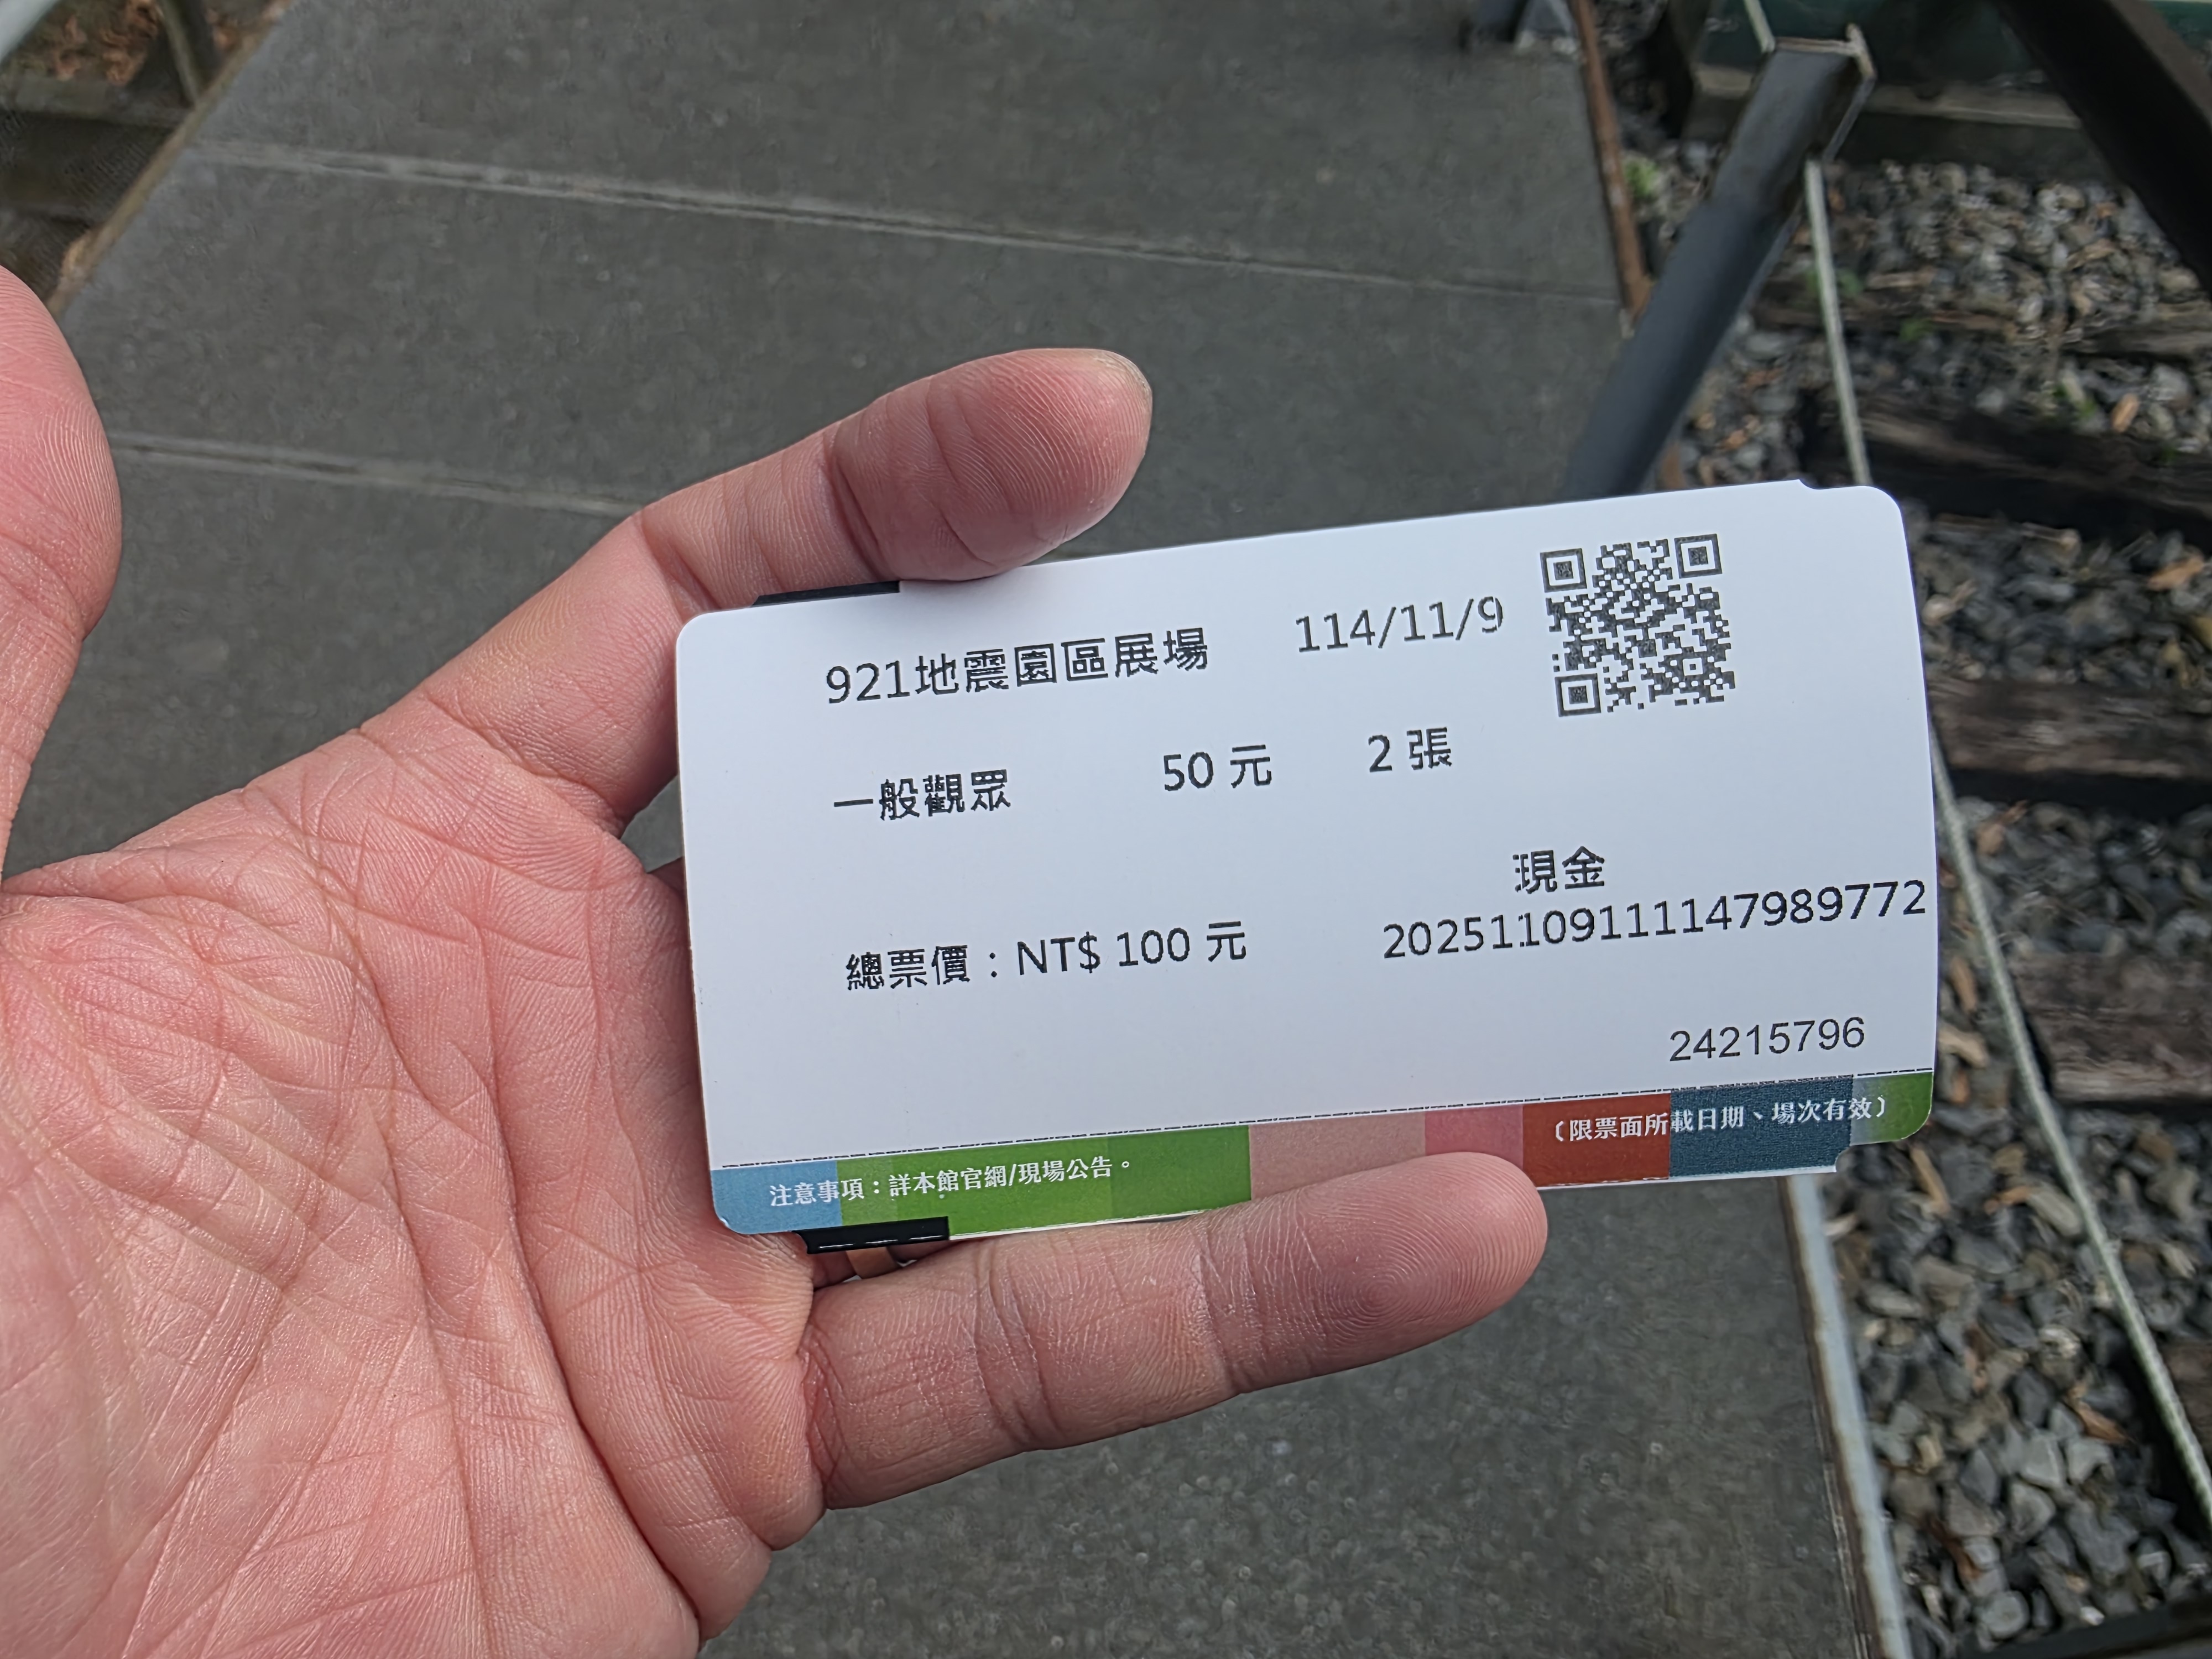 921地震園區展場 114/11/9
一般觀眾 50 元 2 張
現金
總票價：NT$ 100 元 20251109111147989772
24215796
注意事項：詳本館官網/現場公告。 （限票面所載日期、場次有效）